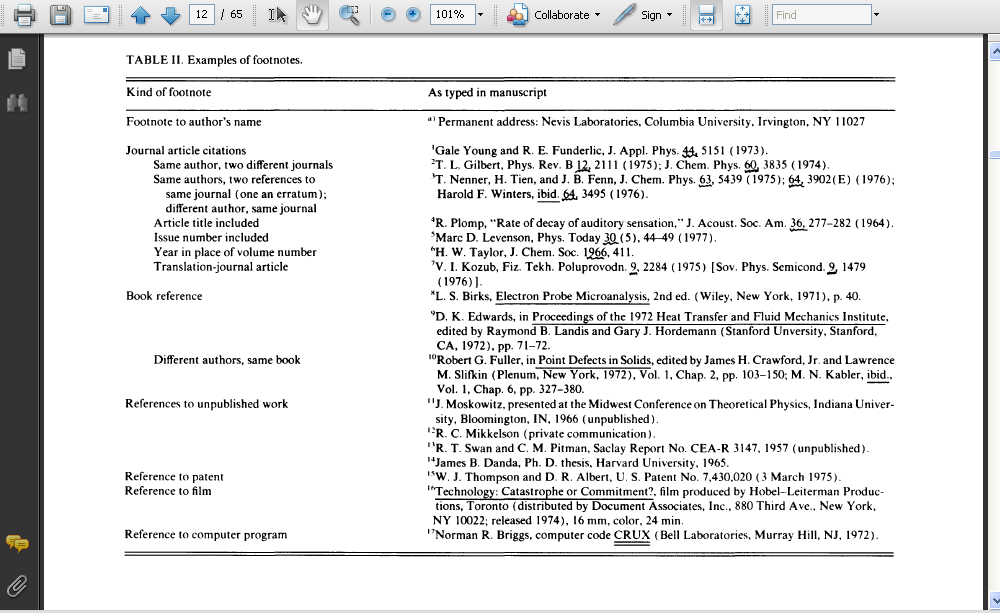 12 / 65 101% Collaborate Sign Find
TABLE II. Examples of footnotes.
Kind of footnote As typed in manuscript
Footnote to author's name a) Permanent address: Nevis Laboratories, Columbia University, Irvington, NY 11027
Journal article citations 1Gale Young and R. E. Funderlic, J. Appl. Phys. 44, 5151 (1973).
Same author, two different journals 2T. L. Gilbert, Phys. Rev. B 12, 2111 (1975); J. Chem. Phys. 60, 3835 (1974).
Same authors, two references to 3T. Nenner, H. Tien, and J. B. Fenn, J. Chem. Phys. 63, 5439 (1975); 64, 3902(E) (1976);
same journal (one an erratum); Harold F. Winters, ibid. 64, 3495 (1976).
different author, same journal
Article title included 4R. Plomp, "Rate of decay of auditory sensation," J. Acoust. Soc. Am. 36, 277–282 (1964).
Issue number included 5Marc D. Levenson, Phys. Today 30 (5), 44–49 (1977).
Year in place of volume number 6H. W. Taylor, J. Chem. Soc. 1966, 411.
Translation-journal article 7V. I. Kozub, Fiz. Tekh. Poluprovodn. 9, 2284 (1975) [Sov. Phys. Semicond. 9, 1479
(1976)].
Book reference 8L. S. Birks, Electron Probe Microanalysis, 2nd ed. (Wiley, New York, 1971), p. 40.
9D. K. Edwards, in Proceedings of the 1972 Heat Transfer and Fluid Mechanics Institute,
edited by Raymond B. Landis and Gary J. Hordemann (Stanford Unversity, Stanford,
CA, 1972), pp. 71–72.
Different authors, same book 10Robert G. Fuller, in Point Defects in Solids, edited by James H. Crawford, Jr. and Lawrence
M. Slifkin (Plenum, New York, 1972), Vol. 1, Chap. 2, pp. 103–150; M. N. Kabler, ibid.,
Vol. 1, Chap. 6, pp. 327–380.
References to unpublished work 11J. Moskowitz, presented at the Midwest Conference on Theoretical Physics, Indiana Univer-
sity, Bloomington, IN, 1966 (unpublished).
12R. C. Mikkelson (private communication).
13R. T. Swan and C. M. Pitman, Saclay Report No. CEA-R 3147, 1957 (unpublished).
14James B. Danda, Ph. D. thesis, Harvard University, 1965.
Reference to patent 15W. J. Thompson and D. R. Albert, U. S. Patent No. 7,430,020 (3 March 1975).
Reference to film 16Technology: Catastrophe or Commitment?, film produced by Hobel–Leiterman Produc-
tions, Toronto (distributed by Document Associates, Inc., 880 Third Ave., New York,
NY 10022; released 1974), 16 mm, color, 24 min.
Reference to computer program 17Norman R. Briggs, computer code CRUX (Bell Laboratories, Murray Hill, NJ, 1972).